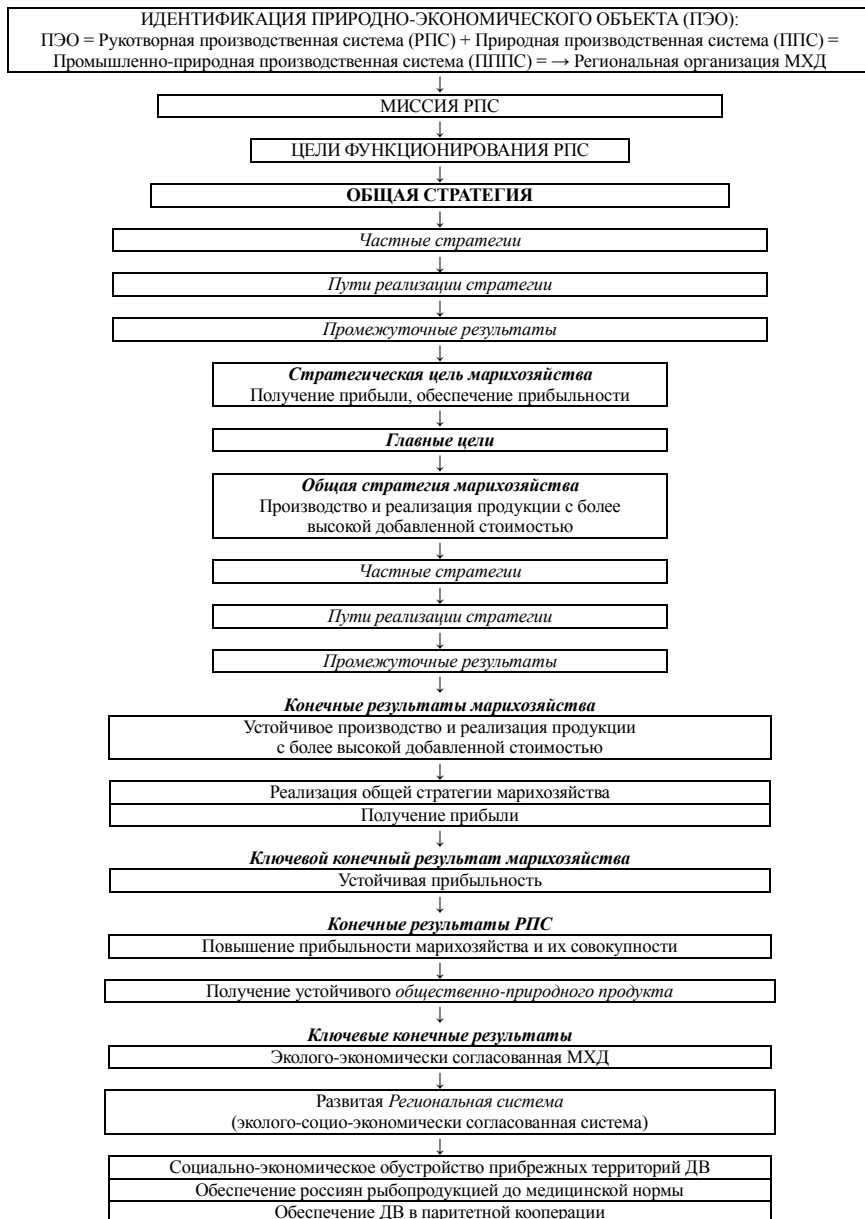 ИДЕНТИФИКАЦИЯ ПРИРОДНО-ЭКОНОМИЧЕСКОГО ОБЪЕКТА (ПЭО):
ПЭО = Рукотворная производственная система (РПС) + Природная производственная система (ППС) =
Промышленно-природная производственная система (ПППС) = → Региональная организация МХД
↓
МИССИЯ РПС
↓
ЦЕЛИ ФУНКЦИОНИРОВАНИЯ РПС
↓
ОБЩАЯ СТРАТЕГИЯ
↓
Частные стратегии
↓
Пути реализации стратегии
↓
Промежуточные результаты
↓
Стратегическая цель марихозяйства
Получение прибыли, обеспечение прибыльности
↓
Главные цели
↓
Общая стратегия марихозяйства
Производство и реализация продукции с более
высокой добавленной стоимостью
↓
Частные стратегии
↓
Пути реализации стратегии
↓
Промежуточные результаты
↓
Конечные результаты марихозяйства
Устойчивое производство и реализация продукции
с более высокой добавленной стоимостью
↓
Реализация общей стратегии марихозяйства
Получение прибыли
↓
Ключевой конечный результат марихозяйства
Устойчивая прибыльность
↓
Конечные результаты РПС
Повышение прибыльности марихозяйства и их совокупности
↓
Получение устойчивого общественно-природного продукта
↓
Ключевые конечные результаты
Эколого-экономически согласованная МХД
↓
Развитая Региональная система
(эколого-социо-экономически согласованная система)
↓
Социально-экономическое обустройство прибрежных территорий ДВ
Обеспечение россиян рыбопродукцией до медицинской нормы
Обеспечение ДВ в паритетной кооперации